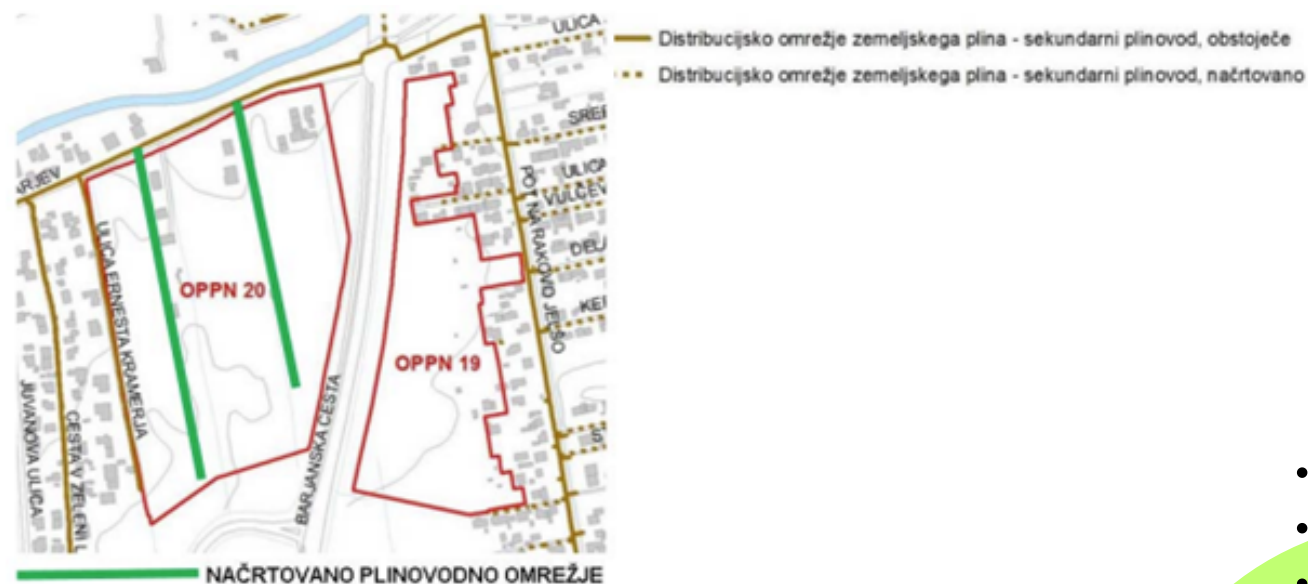 ULICA
Distribucijsko omrežje zemeljskega plina - sekundarni plinovod, obstoječe
Distribucijsko omrežje zemeljskega plina - sekundarni plinovod, načrtovano
ARJEV
ULICA
VULČEV
POT NA RAKOVO JELŠO
DELA
ULICA ERNESTA KRAMERJA
OPPN 20
OPPN 19
BARJANSKA CESTA
JUVANOVA ULICA
CESTA V ZELENI L
NAČRTOVANO PLINOVODNO OMREŽJE